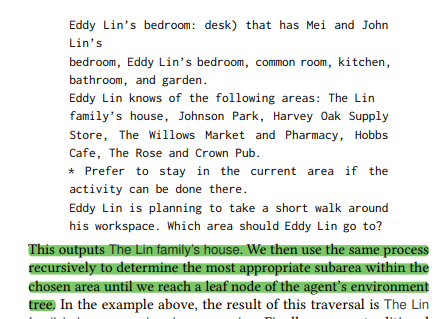 Eddy Lin's bedroom: desk) that has Mei and John
Lin's
bedroom, Eddy Lin's bedroom, common room, kitchen,
bathroom, and garden.
Eddy Lin knows of the following areas: The Lin
family's house, Johnson Park, Harvey Oak Supply
Store, The Willows Market and Pharmacy, Hobbs
Cafe, The Rose and Crown Pub.
* Prefer to stay in the current area if the
activity can be done there.
Eddy Lin is planning to take a short walk around
his workspace. Which area should Eddy Lin go to?
This outputs The Lin family's house. We then use the same process
recursively to determine the most appropriate subarea within the
chosen area until we reach a leaf node of the agent's environment
tree. In the example above, the result of this traversal is The Lin